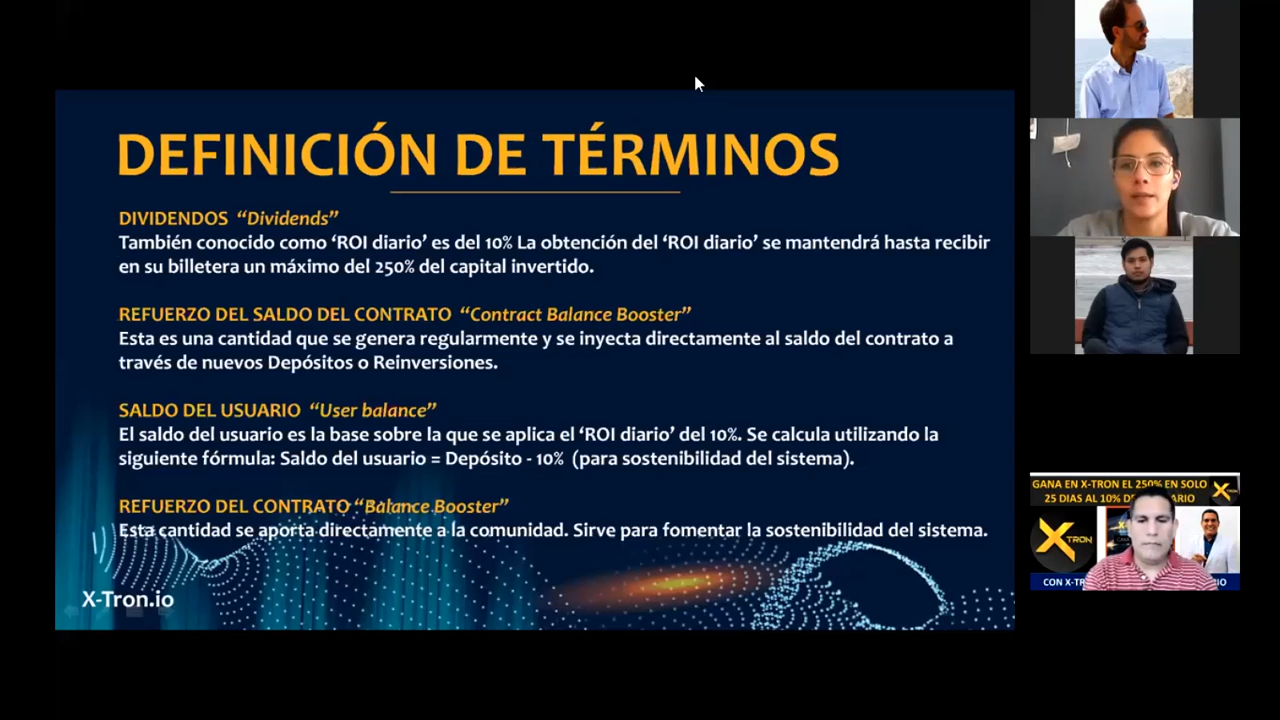 DEFINICIÓN DE TÉRMINOS
DIVIDENDOS “Dividends”
También conocido como ‘ROI diario’ es del 10% La obtención del ‘ROI diario’ se mantendrá hasta recibir
en su billetera un máximo del 250% del capital invertido.
REFUERZO DEL SALDO DEL CONTRATO “Contract Balance Booster”
Esta es una cantidad que se genera regularmente y se inyecta directamente al saldo del contrato a
través de nuevos Depósitos o Reinversiones.
SALDO DEL USUARIO “User balance”
El saldo del usuario es la base sobre la que se aplica el ‘ROI diario’ del 10%. Se calcula utilizando la
siguiente fórmula: Saldo del usuario = Depósito - 10% (para sostenibilidad del sistema).
REFUERZO DEL CONTRATO “Balance Booster”
Esta cantidad se aporta directamente a la comunidad. Sirve para fomentar la sostenibilidad del sistema.
X-Tron.io
GANA EN X-TRON EL 250% EN SOLO
25 DIAS AL 10% DE
X TRON
CON X-TR